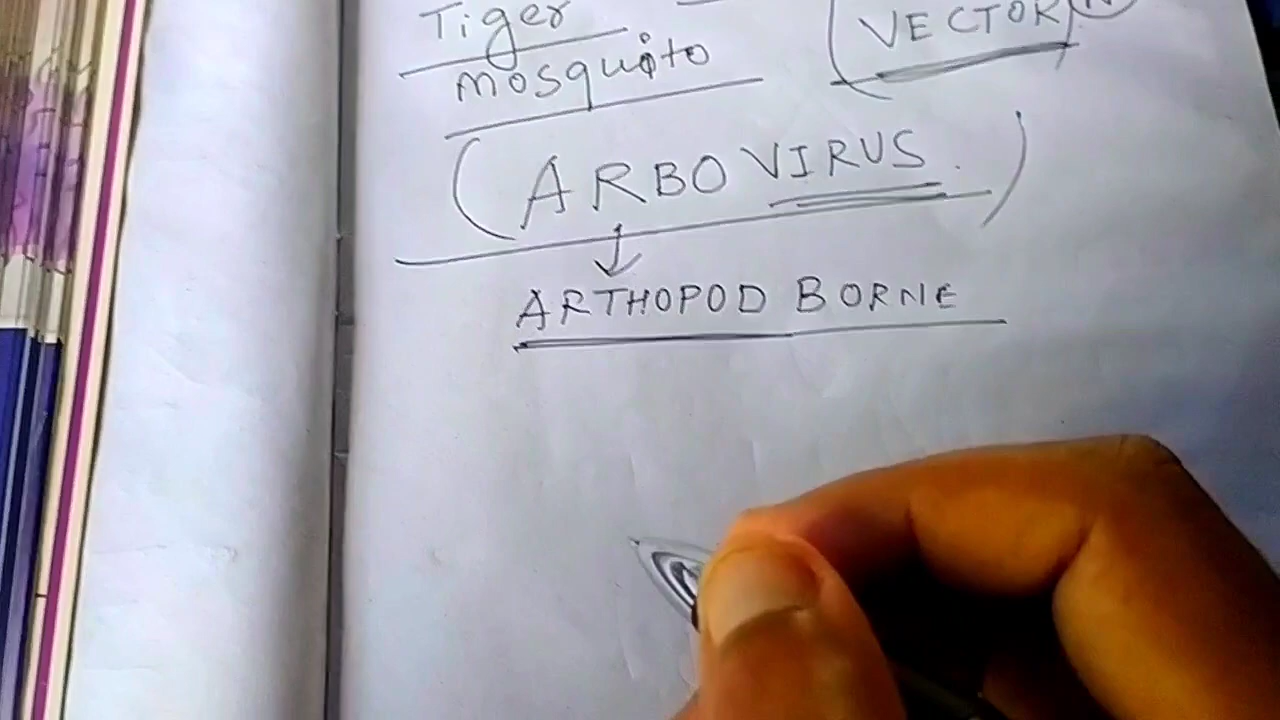 Tiger
mosquito
(VECTOR)
(ARBOVIRUS.)
ARTHOPOD BORNE